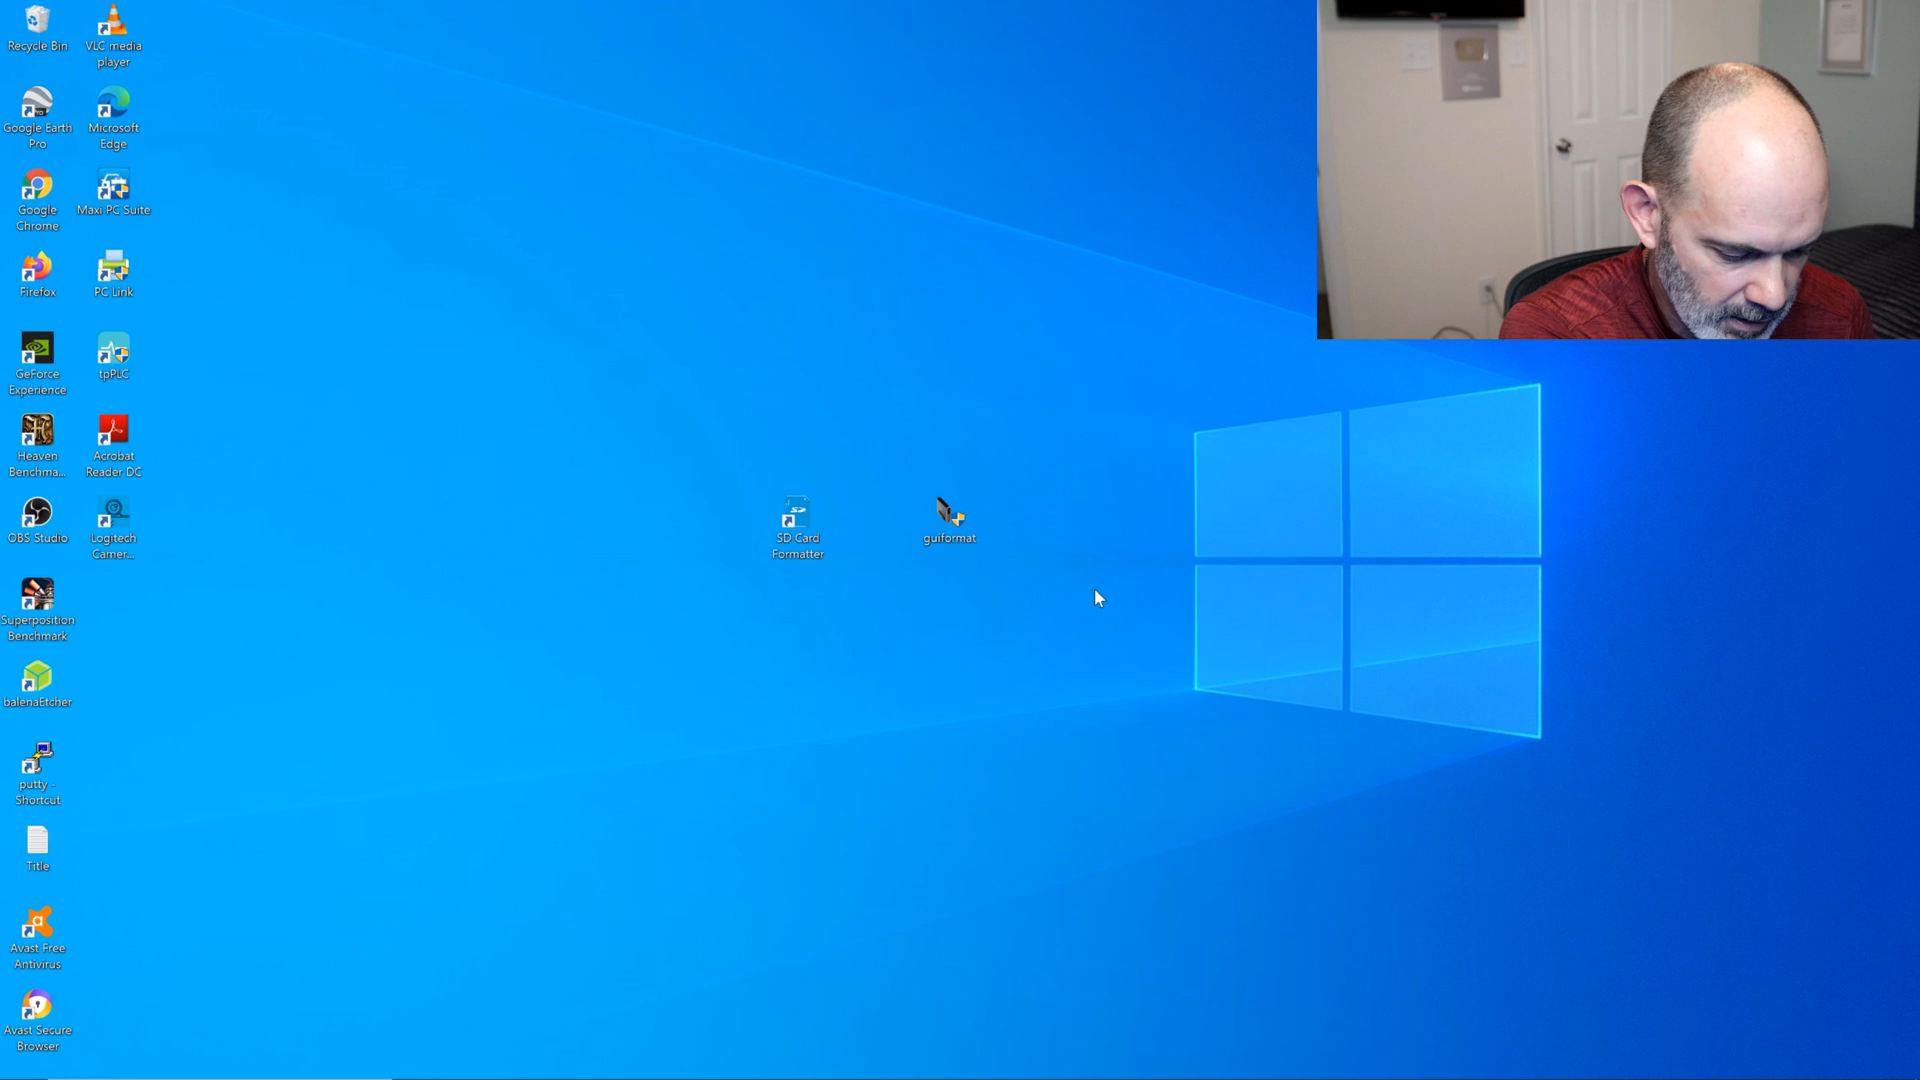 Recycle Bin
VLC media
player
Google Earth
Pro
Microsoft
Edge
Google
Chrome
Maxi PC Suite
Firefox
PC Link
GeForce
Experience
tpPLC
Heaven
Benchma...
Acrobat
Reader DC
OBS Studio
Logitech
Camer...
SD Card
Formatter
guiformat
Superposition
Benchmark
balenaEtcher
putty -
Shortcut
Title
Avast Free
Antivirus
Avast Secure
Browser